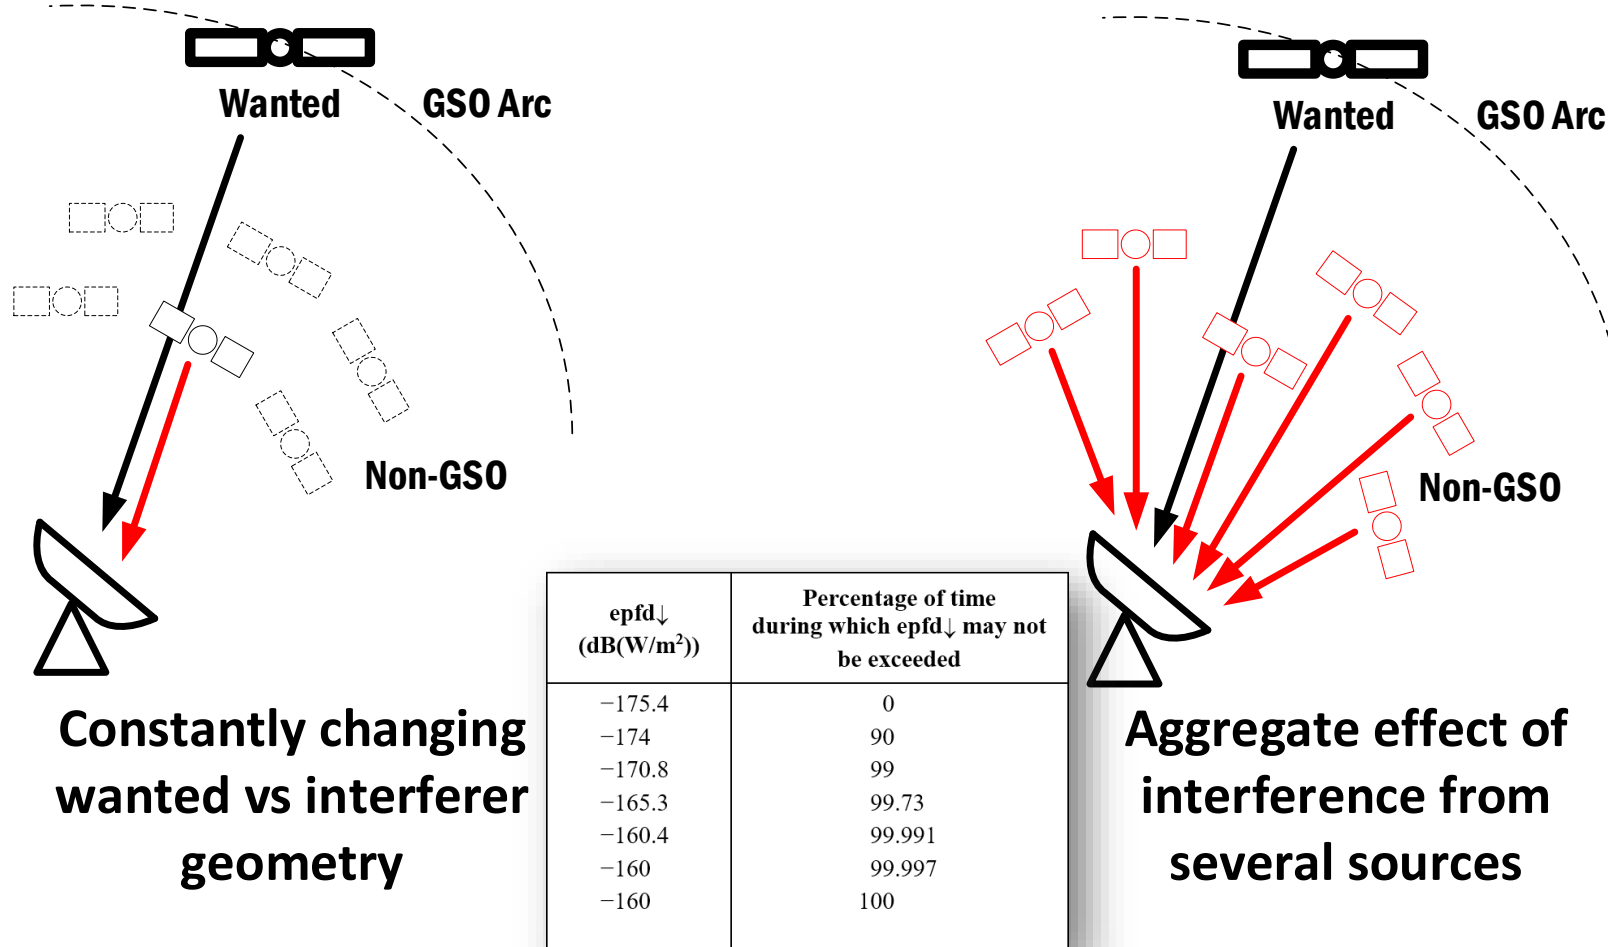 Wanted
GSO Arc
Non-GSO
Constantly changing
wanted vs interferer
geometry
epfd↓
(dB(W/m²))
Percentage of time
during which epfd↓ may not
be exceeded
−175.4 0
−174 90
−170.8 99
−165.3 99.73
−160.4 99.991
−160 99.997
−160 100
Wanted
GSO Arc
Non-GSO
Aggregate effect of
interference from
several sources